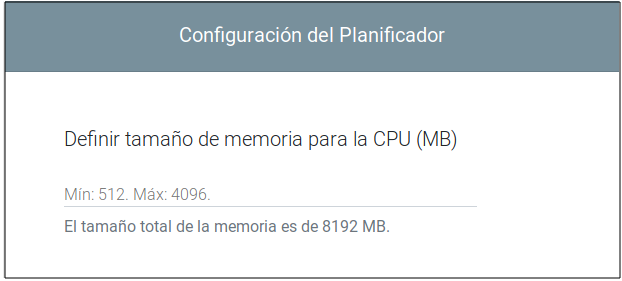 Configuración del Planificador
Definir tamaño de memoria para la CPU (MB)
Mín: 512. Máx: 4096.
El tamaño total de la memoria es de 8192 MB.